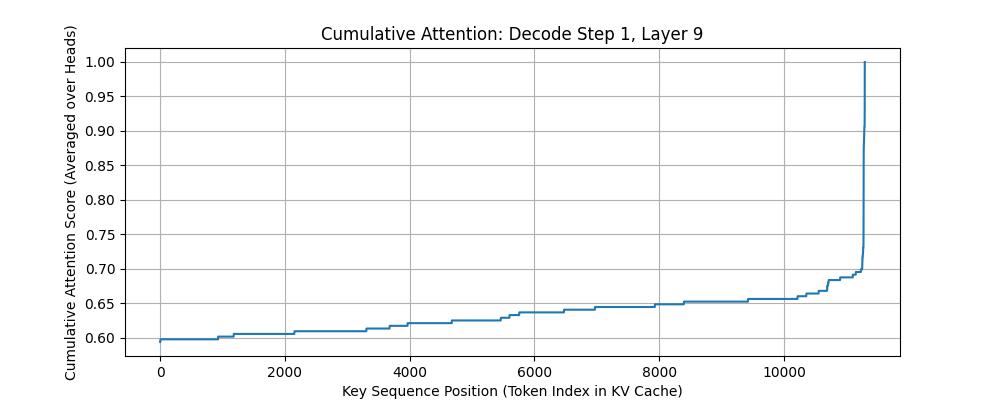 Cumulative Attention: Decode Step 1, Layer 9
Cumulative Attention Score (Averaged over Heads)
1.00
0.95
0.90
0.85
0.80
0.75
0.70
0.65
0.60
0 2000 4000 6000 8000 10000
Key Sequence Position (Token Index in KV Cache)